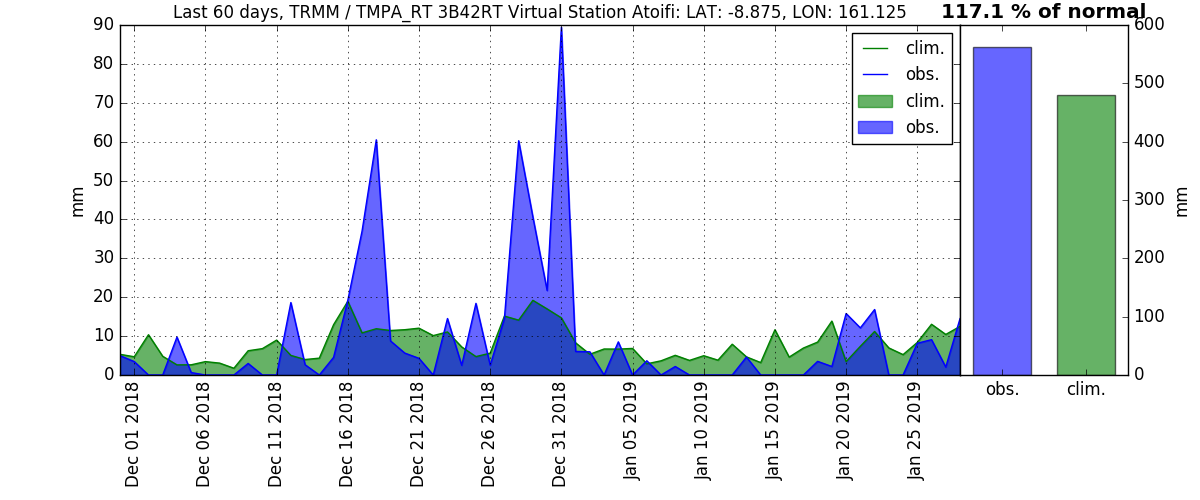 Last 60 days, TRMM / TMPA_RT 3B42RT Virtual Station Atoifi: LAT: -8.875, LON: 161.125
117.1 % of normal
90
80
70
60
50
40
30
20
10
0
mm
clim.
obs.
clim.
obs.
600
500
400
300
200
100
0
mm
obs.
clim.
Dec 01 2018
Dec 06 2018
Dec 11 2018
Dec 16 2018
Dec 21 2018
Dec 26 2018
Dec 31 2018
Jan 05 2019
Jan 10 2019
Jan 15 2019
Jan 20 2019
Jan 25 2019